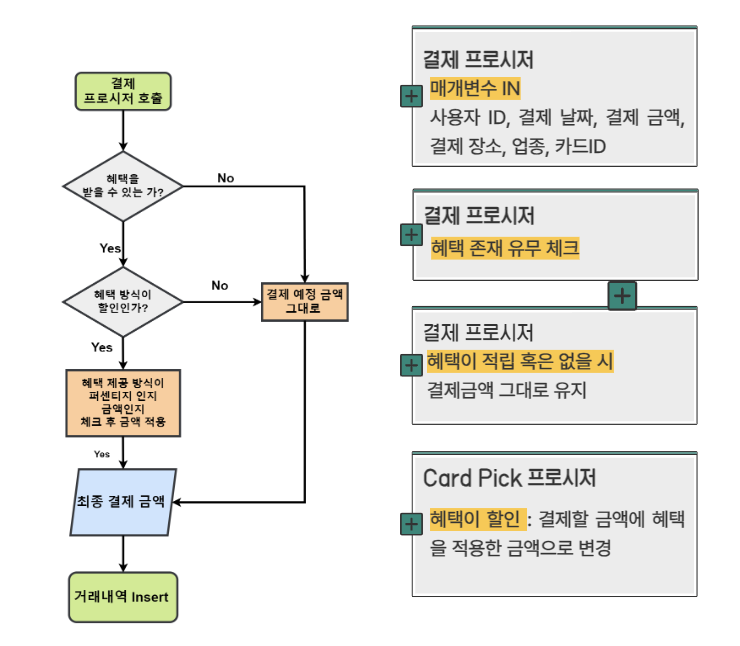 결제
프로시저 호출
혜택을
받을 수 있는 가?
No
Yes
혜택 방식이
할인인가?
No
결제 예정 금액
그대로
Yes
혜택 제공 방식이
퍼센티지 인지
금액인지
체크 후 금액 적용
Yes
최종 결제 금액
거래내역 Insert
결제 프로시저
매개변수 IN
사용자 ID, 결제 날짜, 결제 금액,
결제 장소, 업종, 카드ID
결제 프로시저
혜택 존재 유무 체크
결제 프로시저
혜택이 적립 혹은 없을 시
결제금액 그대로 유지
Card Pick 프로시저
혜택이 할인 : 결제할 금액에 혜택
을 적용한 금액으로 변경